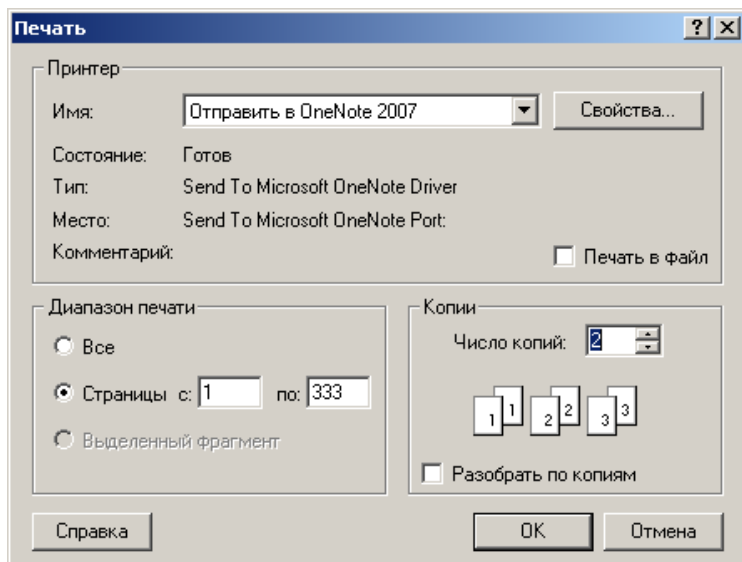 Печать
Принтер
Имя: Отправить в OneNote 2007 Свойства...
Состояние: Готов
Тип: Send To Microsoft OneNote Driver
Место: Send To Microsoft OneNote Port:
Комментарий: Печать в файл
Диапазон печати
Все
Страницы с: 1 по: 333
Выделенный фрагмент
Копии
Число копий: 2
1 1 2 2 3 3
Разобрать по копиям
Справка OK Отмена